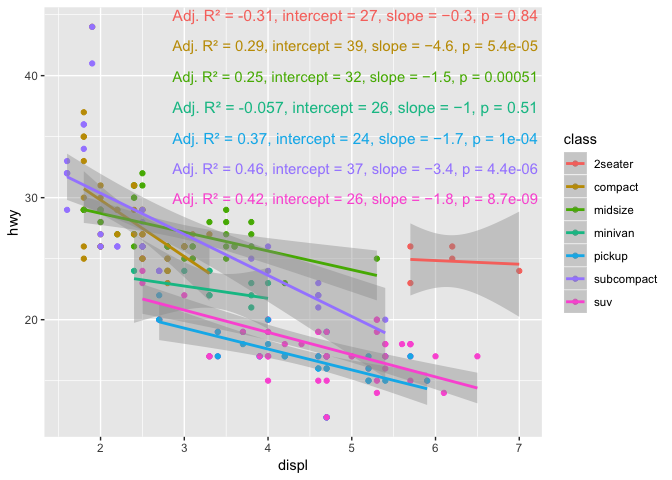 Adj. R² = -0.31, intercept = 27, slope = −0.3, p = 0.84
Adj. R² = 0.29, intercept = 39, slope = −4.6, p = 5.4e-05
Adj. R² = 0.25, intercept = 32, slope = −1.5, p = 0.00051
Adj. R² = -0.057, intercept = 26, slope = −1, p = 0.51
Adj. R² = 0.37, intercept = 24, slope = −1.7, p = 1e-04
Adj. R² = 0.46, intercept = 37, slope = −3.4, p = 4.4e-06
Adj. R² = 0.42, intercept = 26, slope = −1.8, p = 8.7e-09
40
30
20
hwy
2 3 4 5 6 7
displ
class
2seater
compact
midsize
minivan
pickup
subcompact
suv